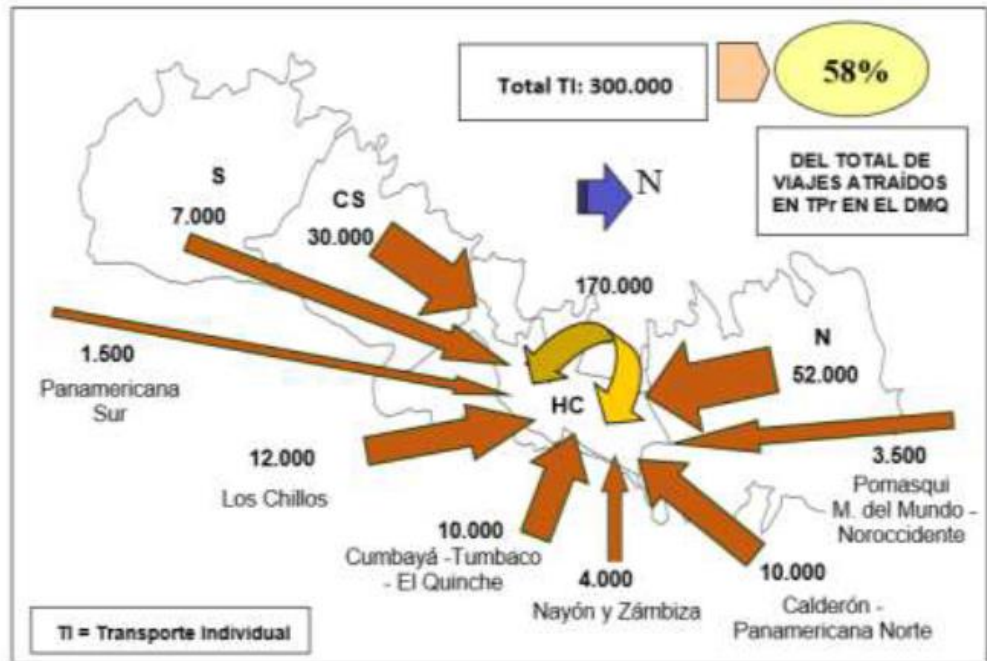 Total TI: 300.000
58%
DEL TOTAL DE
VIAJES ATRAÍDOS
EN TPr EN EL DMQ
N
S
7.000
CS
30.000
170.000
N
52.000
HC
1.500
Panamericana
Sur
12.000
Los Chillos
10.000
Cumbayá -Tumbaco
- El Quinche
4.000
Nayón y Zámbiza
10.000
Calderón -
Panamericana Norte
3.500
Pomasqui
M. del Mundo -
Noroccidente
TI = Transporte Individual